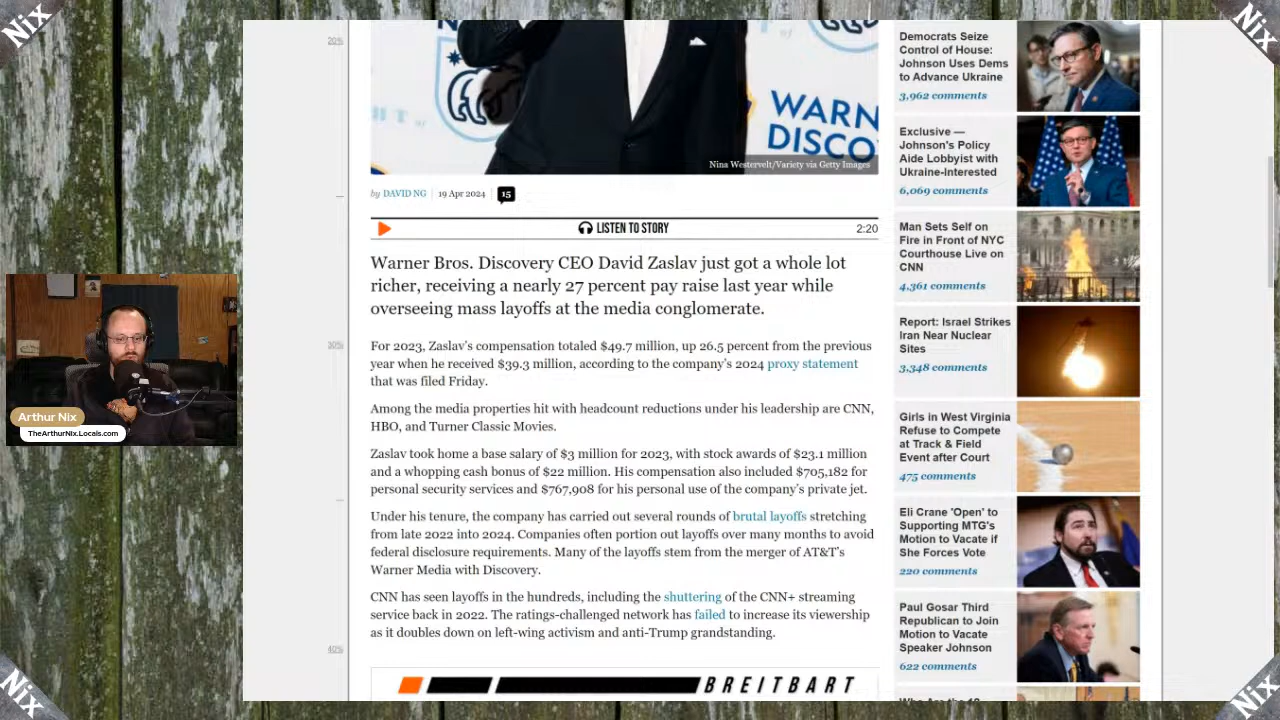 Nix
Nix
20%
WARN
DISCO
Nina Westervelt/Variety via Getty Images
by DAVID NG 19 Apr 2024 15
LISTEN TO STORY 2:20
Warner Bros. Discovery CEO David Zaslav just got a whole lot
richer, receiving a nearly 27 percent pay raise last year while
overseeing mass layoffs at the media conglomerate.
30%
For 2023, Zaslav's compensation totaled $49.7 million, up 26.5 percent from the previous
year when he received $39.3 million, according to the company's 2024 proxy statement
that was filed Friday.
Among the media properties hit with headcount reductions under his leadership are CNN,
HBO, and Turner Classic Movies.
Zaslav took home a base salary of $3 million for 2023, with stock awards of $23.1 million
and a whopping cash bonus of $22 million. His compensation also included $705,182 for
personal security services and $767,908 for his personal use of the company's private jet.
Under his tenure, the company has carried out several rounds of brutal layoffs stretching
from late 2022 into 2024. Companies often portion out layoffs over many months to avoid
federal disclosure requirements. Many of the layoffs stem from the merger of AT&T's
Warner Media with Discovery.
CNN has seen layoffs in the hundreds, including the shuttering of the CNN+ streaming
service back in 2022. The ratings-challenged network has failed to increase its viewership
as it doubles down on left-wing activism and anti-Trump grandstanding.
40%
BREITBART
Democrats Seize
Control of House:
Johnson Uses Dems
to Advance Ukraine
3,962 comments
Exclusive —
Johnson's Policy
Aide Lobbyist with
Ukraine-Interested
6,069 comments
Man Sets Self on
Fire in Front of NYC
Courthouse Live on
CNN
4,361 comments
Report: Israel Strikes
Iran Near Nuclear
Sites
3,348 comments
Girls in West Virginia
Refuse to Compete
at Track & Field
Event after Court
475 comments
Eli Crane 'Open' to
Supporting MTG's
Motion to Vacate if
She Forces Vote
220 comments
Paul Gosar Third
Republican to Join
Motion to Vacate
Speaker Johnson
622 comments
Arthur Nix
TheArthurNix.Locals.com
Nix
Nix